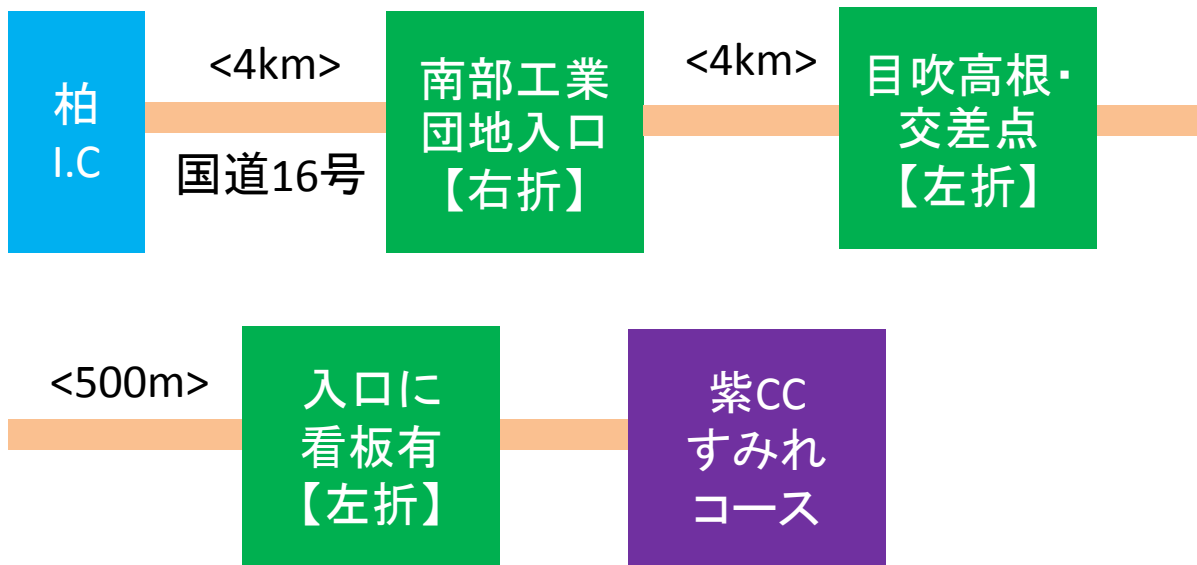 柏
I.C
<4km>
国道16号
南部工業
団地入口
【右折】
<4km>
目吹高根・
交差点
【左折】
<500m>
入口に
看板有
【左折】
紫CC
すみれ
コース